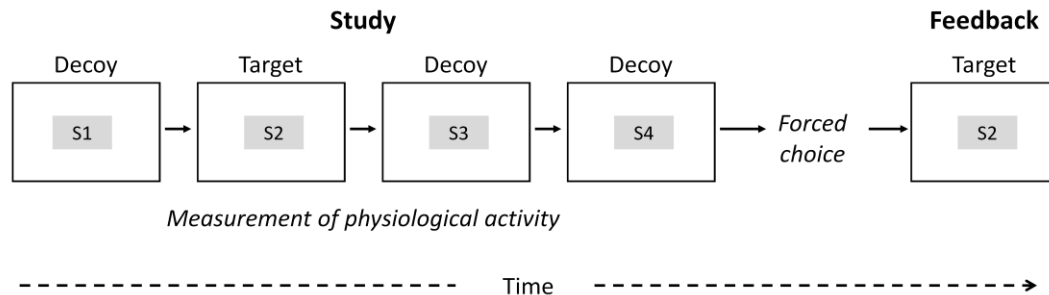 Study
Feedback
Decoy
Target
Decoy
Decoy
Target
S1
S2
S3
S4
Forced
choice
S2
Measurement of physiological activity
Time